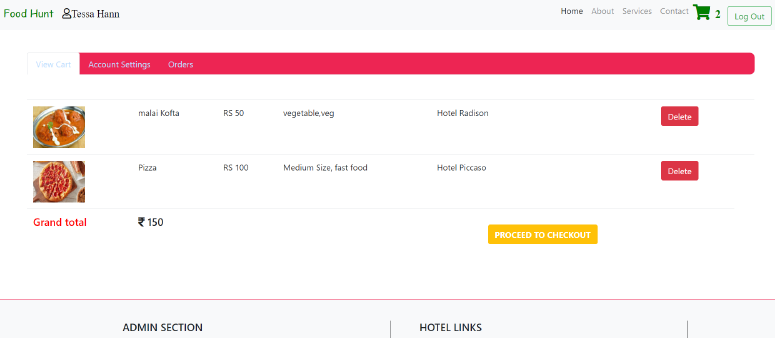 Food Hunt Tessa Hann Home About Services Contact 2 Log Out
View Cart Account Settings Orders
malai Kofta RS 50 vegetable,veg Hotel Radison Delete
Pizza RS 100 Medium Size, fast food Hotel Piccaso Delete
Grand total ₹ 150
PROCEED TO CHECKOUT
ADMIN SECTION HOTEL LINKS